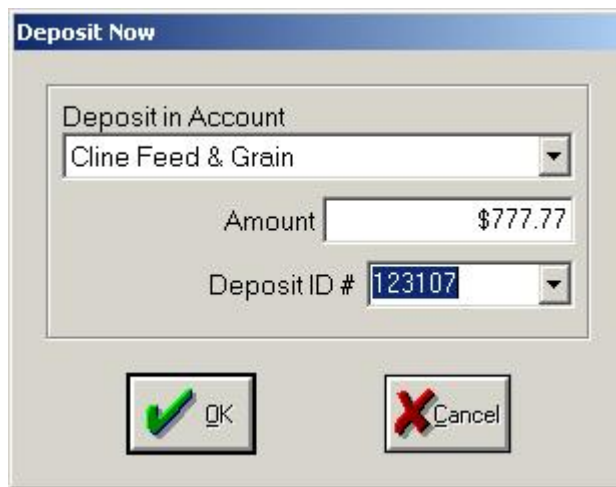 Deposit Now
Deposit in Account
Cline Feed & Grain
Amount $777.77
Deposit ID # 123107
OK Cancel